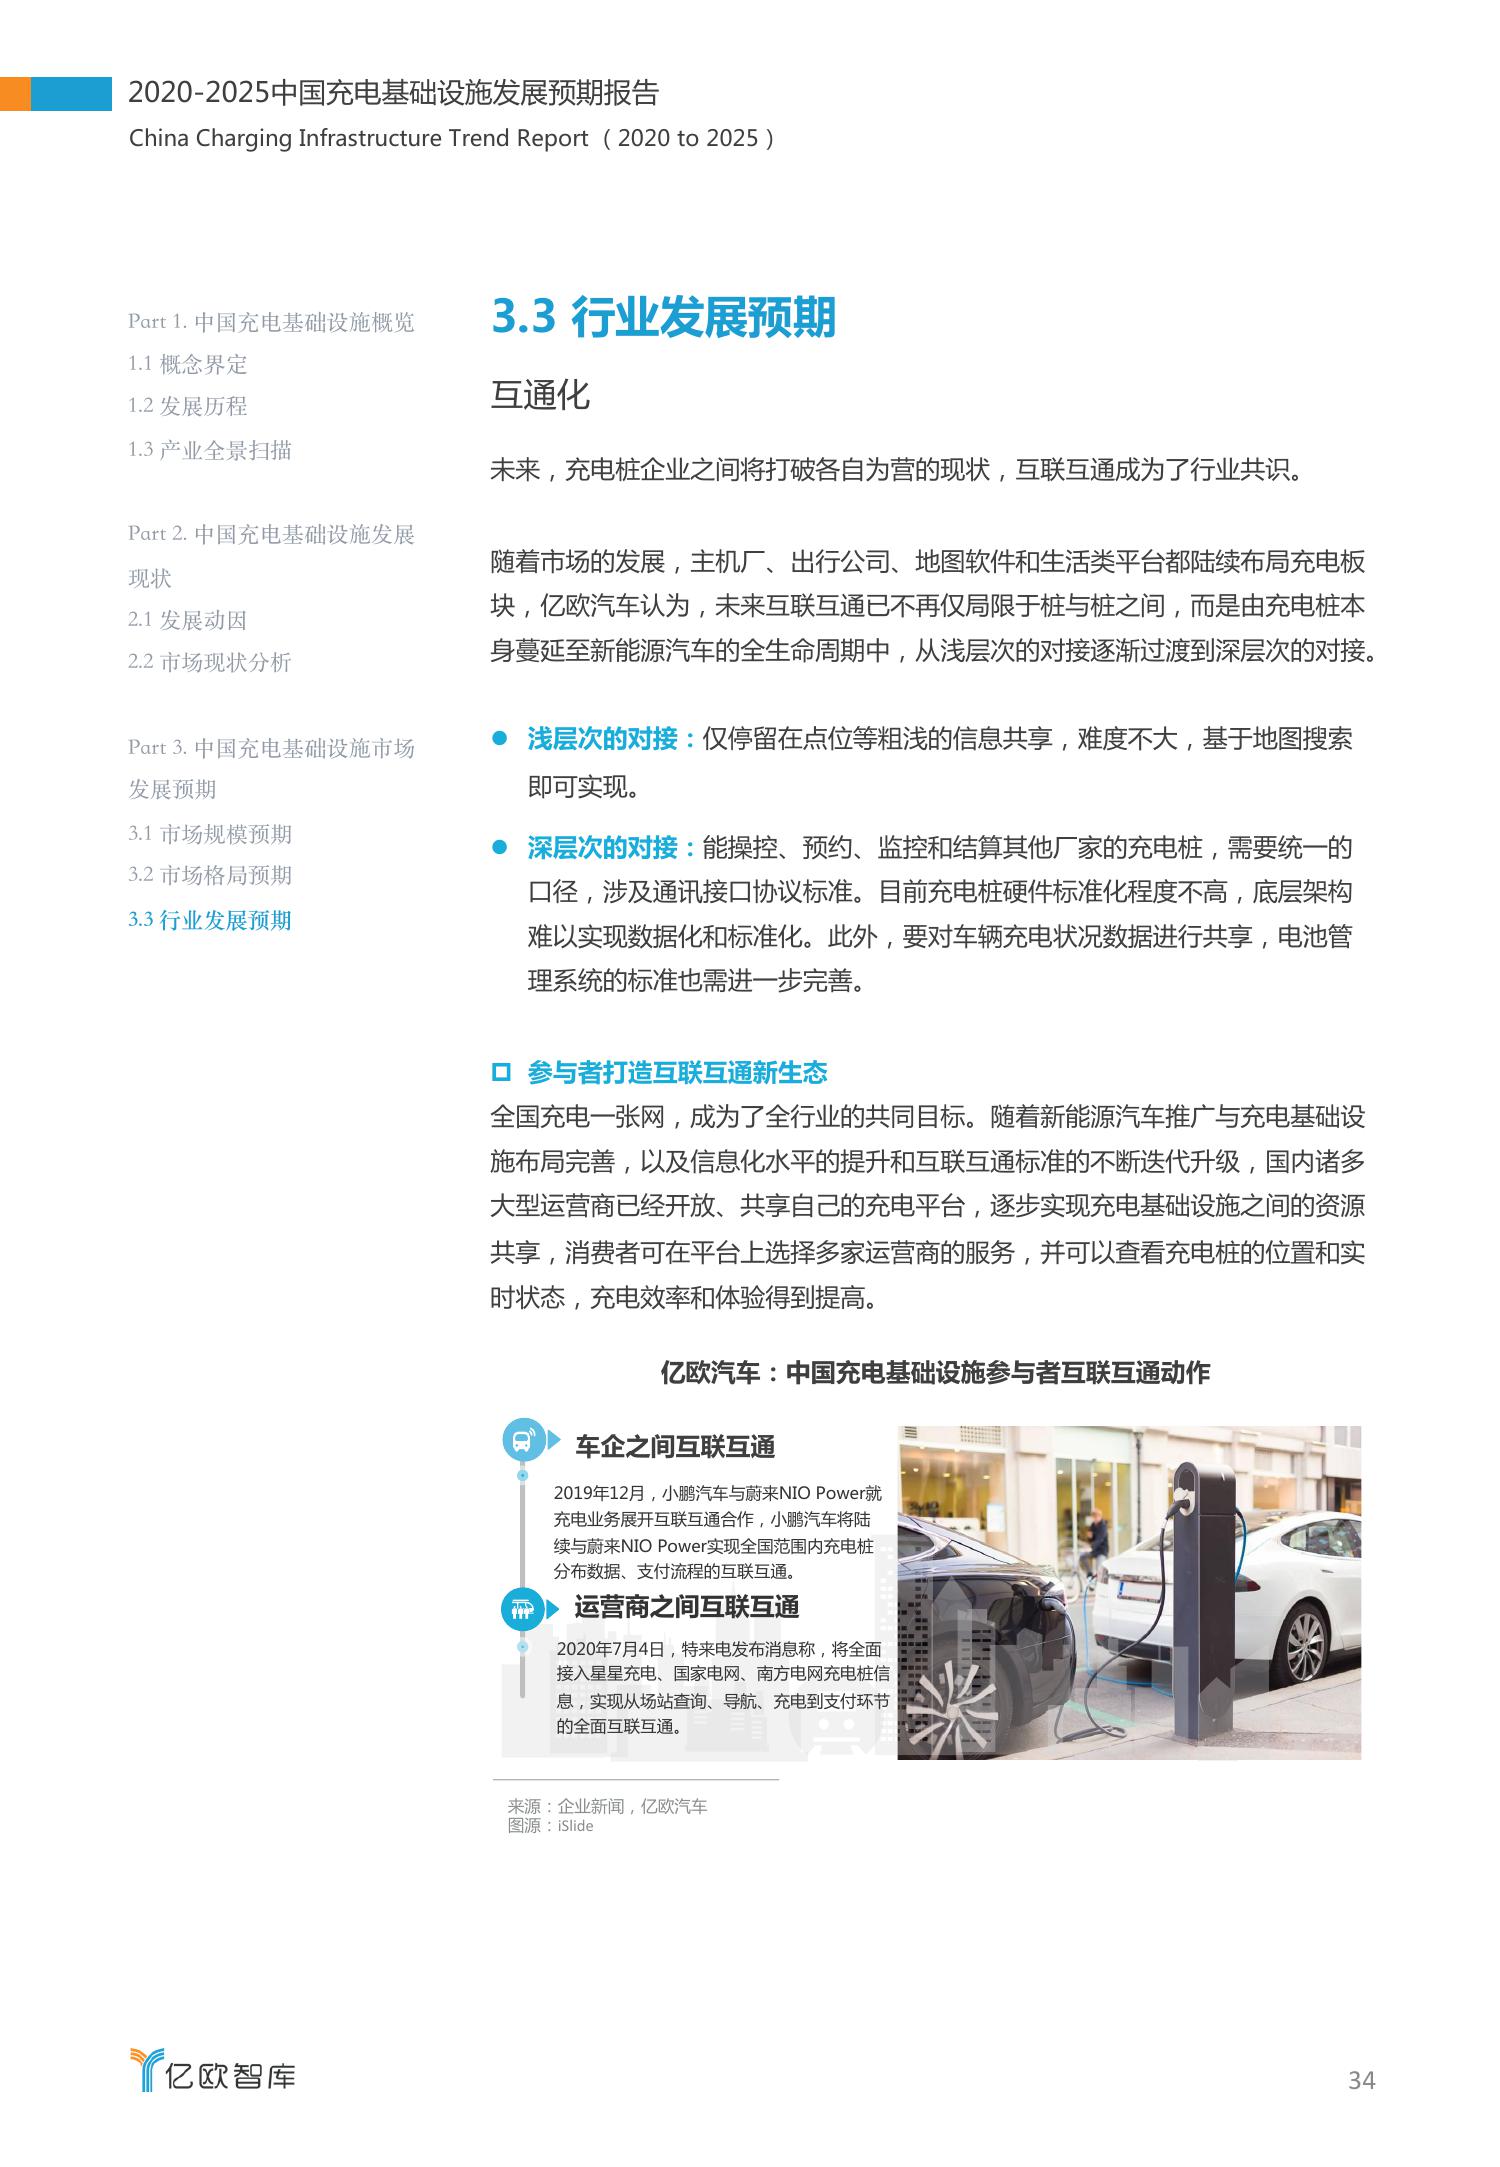 2020-2025中国充电基础设施发展预期报告
China Charging Infrastructure Trend Report（2020 to 2025）
Part 1. 中国充电基础设施概览
1.1 概念界定
1.2 发展历程
1.3 产业全景扫描
Part 2. 中国充电基础设施发展
现状
2.1 发展动因
2.2 市场现状分析
Part 3. 中国充电基础设施市场
发展预期
3.1 市场规模预期
3.2 市场格局预期
3.3 行业发展预期
3.3 行业发展预期
互通化
未来，充电桩企业之间将打破各自为营的现状，互联互通成为了行业共识。
随着市场的发展，主机厂、出行公司、地图软件和生活类平台都陆续布局充电板
块，亿欧汽车认为，未来互联互通已不再仅局限于桩与桩之间，而是由充电桩本
身蔓延至新能源汽车的全生命周期中，从浅层次的对接逐渐过渡到深层次的对接。
● 浅层次的对接：仅停留在点位等粗浅的信息共享，难度不大，基于地图搜索
即可实现。
● 深层次的对接：能操控、预约、监控和结算其他厂家的充电桩，需要统一的
口径，涉及通讯接口协议标准。目前充电桩硬件标准化程度不高，底层架构
难以实现数据化和标准化。此外，要对车辆充电状况数据进行共享，电池管
理系统的标准也需进一步完善。
参与者打造互联互通新生态
全国充电一张网，成为了全行业的共同目标。随着新能源汽车推广与充电基础设
施布局完善，以及信息化水平的提升和互联互通标准的不断迭代升级，国内诸多
大型运营商已经开放、共享自己的充电平台，逐步实现充电基础设施之间的资源
共享，消费者可在平台上选择多家运营商的服务，并可以查看充电桩的位置和实
时状态，充电效率和体验得到提高。
亿欧汽车：中国充电基础设施参与者互联互通动作
车企之间互联互通
2019年12月，小鹏汽车与蔚来NIO Power就
充电业务展开互联互通合作，小鹏汽车将陆
续与蔚来NIO Power实现全国范围内充电桩
分布数据、支付流程的互联互通。
运营商之间互联互通
2020年7月4日，特来电发布消息称，将全面
接入星星充电、国家电网、南方电网充电桩信
息，实现从场站查询、导航、充电到支付环节
的全面互联互通。
来源：企业新闻，亿欧汽车
图源：iSlide
亿欧智库
34